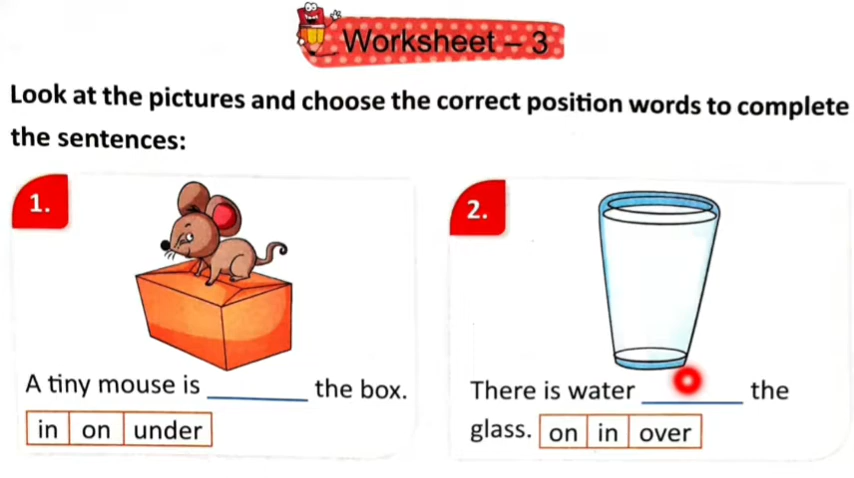 Worksheet – 3
Look at the pictures and choose the correct position words to complete
the sentences:
1.
A tiny mouse is ________ the box.
in on under
2.
There is water ________ the
glass. on in over